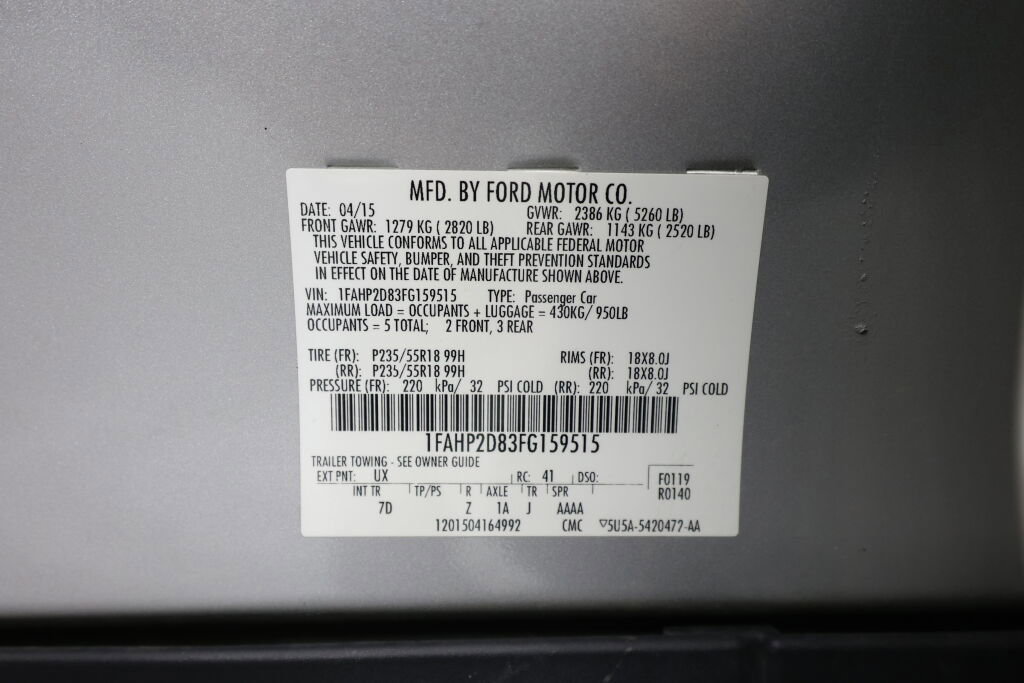 MFD. BY FORD MOTOR CO.
DATE: 04/15 GVWR: 2386 KG ( 5260 LB)
FRONT GAWR: 1279 KG ( 2820 LB) REAR GAWR: 1143 KG ( 2520 LB)
THIS VEHICLE CONFORMS TO ALL APPLICABLE FEDERAL MOTOR
VEHICLE SAFETY, BUMPER, AND THEFT PREVENTION STANDARDS
IN EFFECT ON THE DATE OF MANUFACTURE SHOWN ABOVE.
VIN: 1FAHP2D83FG159515 TYPE: Passenger Car
MAXIMUM LOAD = OCCUPANTS + LUGGAGE = 430KG/ 950LB
OCCUPANTS = 5 TOTAL; 2 FRONT, 3 REAR
TIRE (FR): P235/55R18 99H RIMS (FR): 18X8.0J
(RR): P235/55R18 99H (RR): 18X8.0J
PRESSURE (FR): 220 kPa/ 32 PSI COLD (RR): 220 kPa/ 32 PSI COLD
1FAHP2D83FG159515
TRAILER TOWING - SEE OWNER GUIDE
EXT PNT: UX RC: 41 DSO: F0119
INT TR TP/PS R AXLE TR SPR R0140
7D Z 1A J AAAA
1201504164992 CMC ▽5U5A-5420472-AA